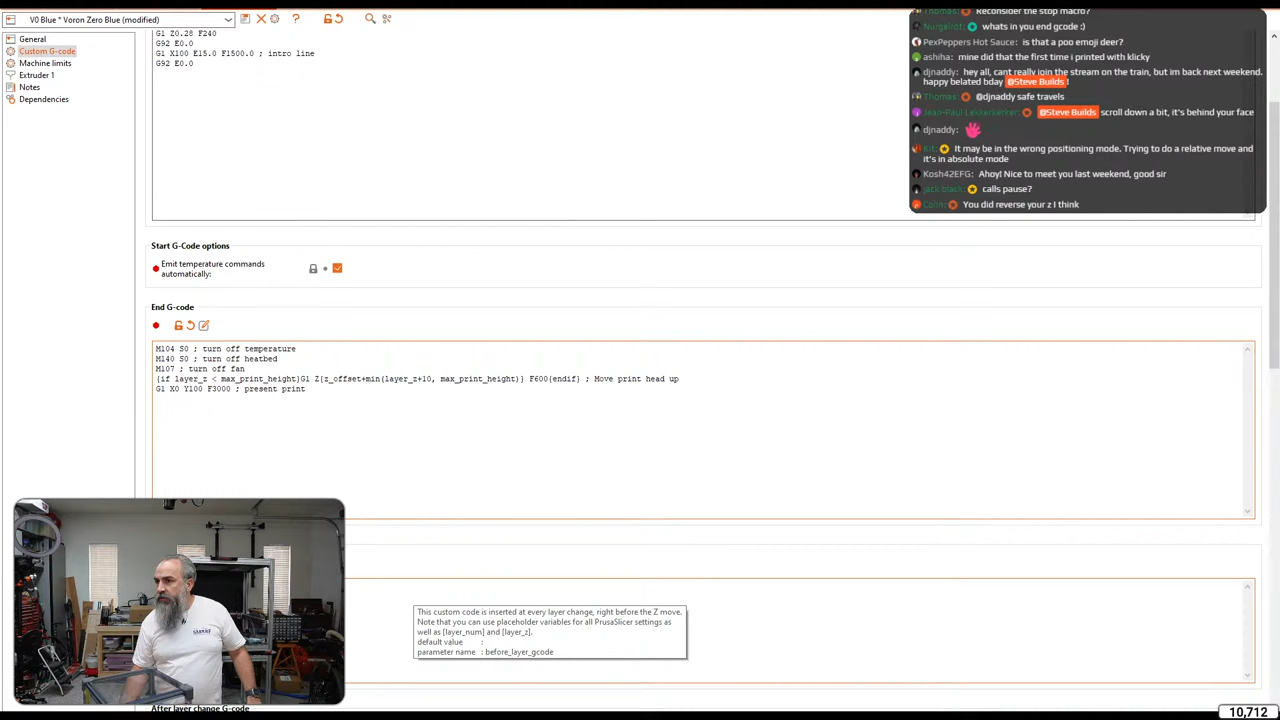 V0 Blue * Voron Zero Blue (modified)
General
Custom G-code
Machine limits
Extruder 1
Notes
Dependencies
G1 Z0.28 F240
G92 E0.0
G1 X100 E15.0 F1500.0 ; intro line
G92 E0.0
Start G-Code options
Emit temperature commands
automatically:
End G-code
M104 S0 ; turn off temperature
M140 S0 ; turn off heatbed
M107 ; turn off fan
{if layer_z < max_print_height}G1 Z{z_offset+min(layer_z+10, max_print_height)} F600{endif} ; Move print head up
G1 X0 Y100 F3000 ; present print
This custom code is inserted at every layer change, right before the Z move.
Note that you can use placeholder variables for all PrusaSlicer settings as
well as [layer_num] and [layer_z].
default value :
parameter name : before_layer_gcode
After layer change G-code
Thomas: Reconsider the stop macro?
Nurgelrot: whats in you end gcode :)
PexPeppers Hot Sauce: is that a poo emoji deer?
ashiha: mine did that the first time i printed with klicky
djnaddy: hey all, cant really join the stream on the train, but im back next weekend.
happy belated bday @Steve Builds !
Thomas: @djnaddy safe travels
Jean-Paul Lekkerkerker: @Steve Builds scroll down a bit, it's behind your face
djnaddy:
Kit: It may be in the wrong positioning mode. Trying to do a relative move and
it's in absolute mode
Kosh42EFG: Ahoy! Nice to meet you last weekend, good sir
jack black: calls pause?
Colin: You did reverse your z I think
10,712